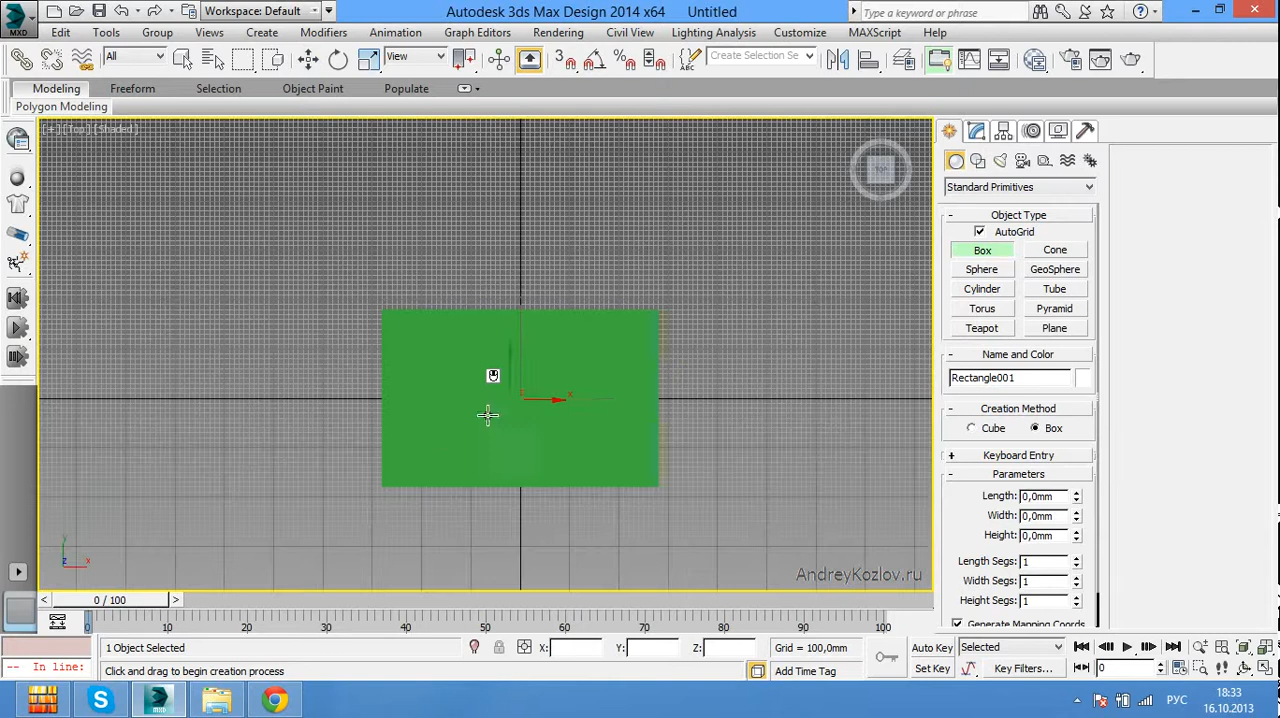 Workspace: Default
Autodesk 3ds Max Design 2014 x64
Untitled
Type a keyword or phrase
MXD
Edit
Tools
Group
Views
Create
Modifiers
Animation
Graph Editors
Rendering
Civil View
Lighting Analysis
Customize
MAXScript
Help
All
View
3
Create Selection Se
Modeling
Freeform
Selection
Object Paint
Populate
Polygon Modeling
[+][Top][Shaded]
TOP
Standard Primitives
- Object Type
AutoGrid
Box
Cone
Sphere
GeoSphere
Cylinder
Tube
Torus
Pyramid
Teapot
Plane
- Name and Color
Rectangle001
- Creation Method
Cube
Box
+ Keyboard Entry
- Parameters
Length: 0,0mm
Width: 0,0mm
Height: 0,0mm
Length Segs: 1
Width Segs: 1
Height Segs: 1
Generate Mapping Coords
x
y
z
x
AndreyKozlov.ru
< 0 / 100 >
0 10 20 30 40 50 60 70 80 90 100
1 Object Selected
X:
Y:
Z:
Grid = 100,0mm
Auto Key
Selected
-- In line:
Click and drag to begin creation process
Add Time Tag
Set Key
Key Filters...
0
РУС
18:33
16.10.2013